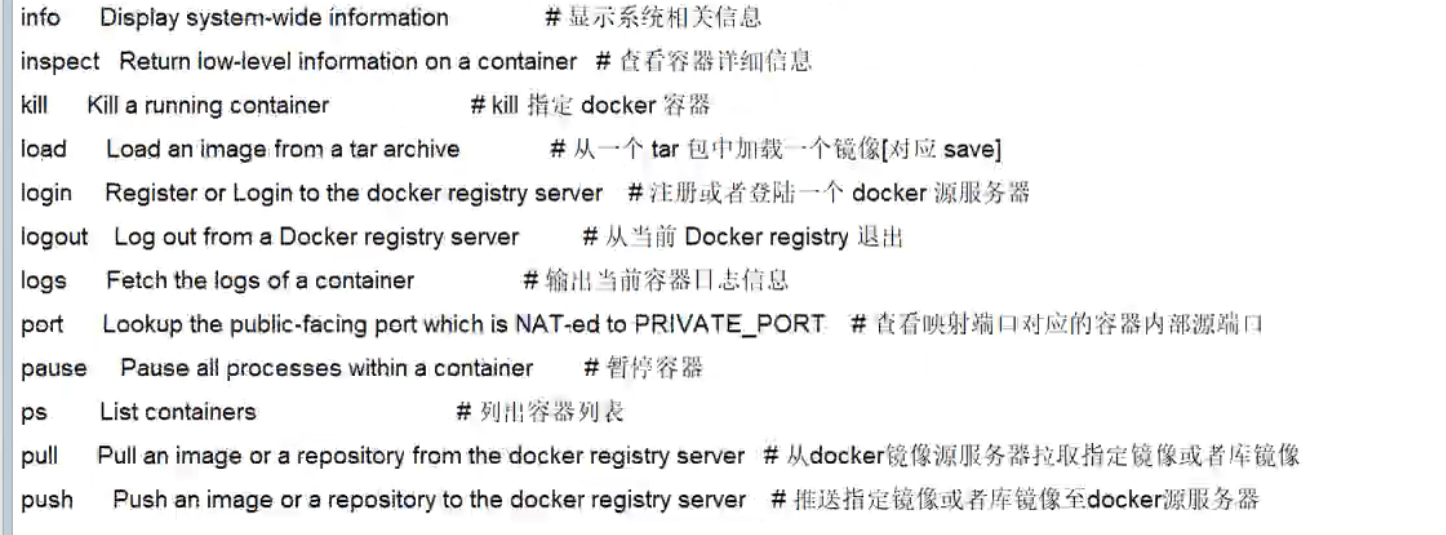 info Display system-wide information # 显示系统相关信息
inspect Return low-level information on a container # 查看容器详细信息
kill Kill a running container # kill 指定 docker 容器
load Load an image from a tar archive # 从一个 tar 包中加载一个镜像[对应 save]
login Register or Login to the docker registry server # 注册或者登陆一个 docker 源服务器
logout Log out from a Docker registry server # 从当前 Docker registry 退出
logs Fetch the logs of a container # 输出当前容器日志信息
port Lookup the public-facing port which is NAT-ed to PRIVATE_PORT # 查看映射端口对应的容器内部源端口
pause Pause all processes within a container # 暂停容器
ps List containers # 列出容器列表
pull Pull an image or a repository from the docker registry server # 从docker镜像源服务器拉取指定镜像或者库镜像
push Push an image or a repository to the docker registry server # 推送指定镜像或者库镜像至docker源服务器